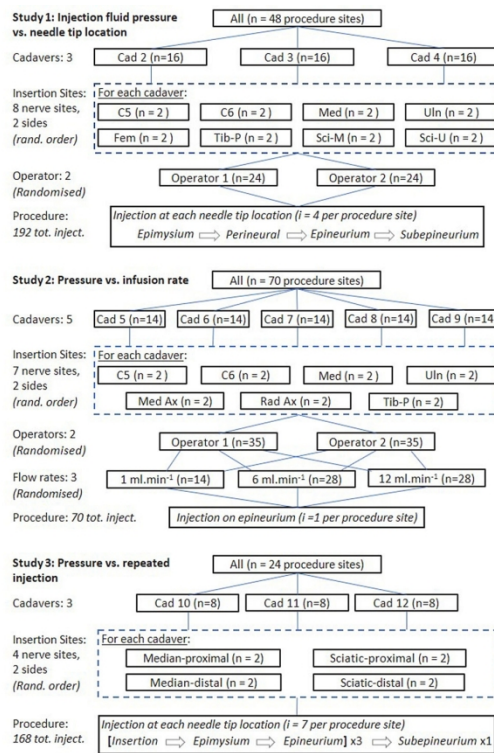 Study 1: Injection fluid pressure
vs. needle tip location
All (n = 48 procedure sites)
Cadavers: 3
Cad 2 (n=16)
Cad 3 (n=16)
Cad 4 (n=16)
Insertion Sites:
8 nerve sites,
2 sides
(rand. order)
For each cadaver:
C5 (n = 2 )
C6 (n = 2 )
Med (n = 2 )
Uln (n = 2 )
Fem (n = 2 )
Tib-P (n = 2 )
Sci-M (n = 2 )
Sci-U (n = 2 )
Operator: 2
(Randomised)
Operator 1 (n=24)
Operator 2 (n=24)
Procedure:
192 tot. inject.
Injection at each needle tip location (i = 4 per procedure site)
Epimysium ⇨ Perineural ⇨ Epineurium ⇨ Subepineurium
Study 2: Pressure vs. infusion rate
All (n = 70 procedure sites)
Cadavers: 5
Cad 5 (n=14)
Cad 6 (n=14)
Cad 7 (n=14)
Cad 8 (n=14)
Cad 9 (n=14)
Insertion Sites:
7 nerve sites,
2 sides
(rand. order)
For each cadaver:
C5 (n = 2 )
C6 (n = 2)
Med (n = 2 )
Uln (n = 2)
Med Ax (n = 2)
Rad Ax (n = 2)
Tib-P (n = 2)
Operators: 2
(Randomised)
Operator 1 (n=35)
Operator 2 (n=35)
Flow rates: 3
(Randomised)
1 ml.min⁻¹ (n=14)
6 ml.min⁻¹ (n=28)
12 ml.min⁻¹ (n=28)
Procedure: 70 tot. inject.
Injection on epineurium (i =1 per procedure site)
Study 3: Pressure vs. repeated
injection
All (n = 24 procedure sites)
Cadavers: 3
Cad 10 (n=8)
Cad 11 (n=8)
Cad 12 (n=8)
Insertion Sites:
4 nerve sites,
2 sides
(Rand. order)
For each cadaver:
Median-proximal (n = 2)
Sciatic-proximal (n = 2)
Median-distal (n = 2)
Sciatic-distal (n = 2)
Procedure:
168 tot. inject.
Injection at each needle tip location (i = 7 per procedure site)
[Insertion ⇨ Epimysium ⇨ Epineurium] x3 ⇨ Subepineurium x1